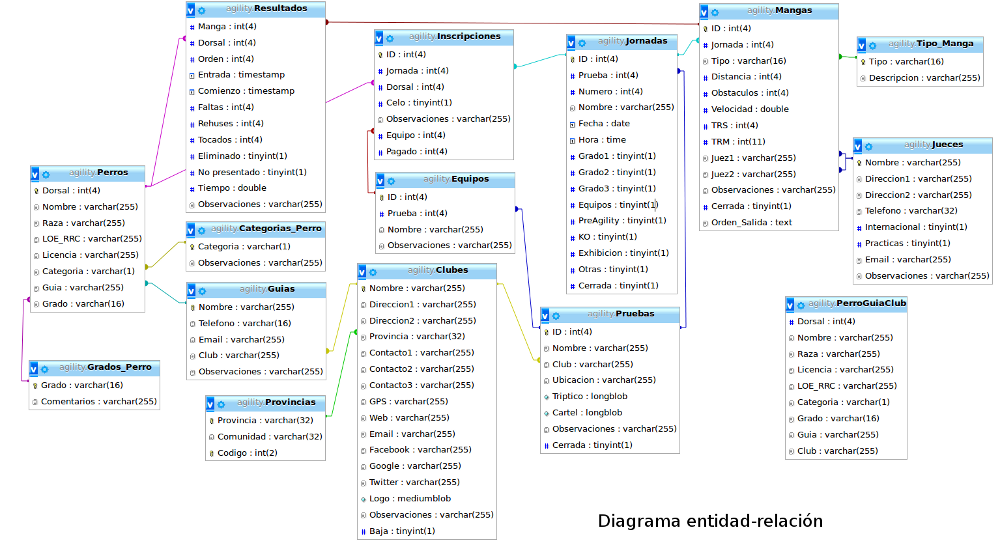 agility.Resultados
Manga : int(4)
Dorsal : int(4)
Orden : int(4)
Entrada : timestamp
Comienzo : timestamp
Faltas : int(4)
Rehuses : int(4)
Tocados : int(4)
Eliminado : tinyint(1)
No presentado : tinyint(1)
Tiempo : double
Observaciones : varchar(255)
agility.Inscripciones
ID : int(4)
Jornada : int(4)
Dorsal : int(4)
Celo : tinyint(1)
Observaciones : varchar(255)
Equipo : int(4)
Pagado : int(4)
agility.Jornadas
ID : int(4)
Prueba : int(4)
Numero : int(4)
Nombre : varchar(255)
Fecha : date
Hora : time
Grado1 : tinyint(1)
Grado2 : tinyint(1)
Grado3 : tinyint(1)
Equipos : tinyint(1)
PreAgility : tinyint(1)
KO : tinyint(1)
Exhibicion : tinyint(1)
Otras : tinyint(1)
Cerrada : tinyint(1)
agility.Mangas
ID : int(4)
Jornada : int(4)
Tipo : varchar(16)
Distancia : int(4)
Obstaculos : int(4)
Velocidad : double
TRS : int(4)
TRM : int(11)
Juez1 : varchar(255)
Juez2 : varchar(255)
Observaciones : varchar(255)
Cerrada : tinyint(1)
Orden_Salida : text
agility.Tipo_Manga
Tipo : varchar(16)
Descripcion : varchar(255)
agility.Jueces
Nombre : varchar(255)
Direccion1 : varchar(255)
Direccion2 : varchar(255)
Telefono : varchar(32)
Internacional : tinyint(1)
Practicas : tinyint(1)
Email : varchar(255)
Observaciones : varchar(255)
agility.Perros
Dorsal : int(4)
Nombre : varchar(255)
Raza : varchar(255)
LOE_RRC : varchar(255)
Licencia : varchar(255)
Categoria : varchar(1)
Guia : varchar(255)
Grado : varchar(16)
agility.Equipos
ID : int(4)
Prueba : int(4)
Nombre : varchar(255)
Observaciones : varchar(255)
agility.Categorias_Perro
Categoria : varchar(1)
Observaciones : varchar(255)
agility.Guias
Nombre : varchar(255)
Telefono : varchar(16)
Email : varchar(255)
Club : varchar(255)
Observaciones : varchar(255)
agility.Clubes
Nombre : varchar(255)
Direccion1 : varchar(255)
Direccion2 : varchar(255)
Provincia : varchar(32)
Contacto1 : varchar(255)
Contacto2 : varchar(255)
Contacto3 : varchar(255)
GPS : varchar(255)
Web : varchar(255)
Email : varchar(255)
Facebook : varchar(255)
Google : varchar(255)
Twitter : varchar(255)
Logo : mediumblob
Observaciones : varchar(255)
Baja : tinyint(1)
agility.Pruebas
ID : int(4)
Nombre : varchar(255)
Club : varchar(255)
Ubicacion : varchar(255)
Triptico : longblob
Cartel : longblob
Observaciones : varchar(255)
Cerrada : tinyint(1)
agility.PerroGuiaClub
Dorsal : int(4)
Nombre : varchar(255)
Raza : varchar(255)
Licencia : varchar(255)
LOE_RRC : varchar(255)
Categoria : varchar(1)
Grado : varchar(16)
Guia : varchar(255)
Club : varchar(255)
agility.Grados_Perro
Grado : varchar(16)
Comentarios : varchar(255)
agility.Provincias
Provincia : varchar(32)
Comunidad : varchar(32)
Codigo : int(2)
Diagrama entidad-relación